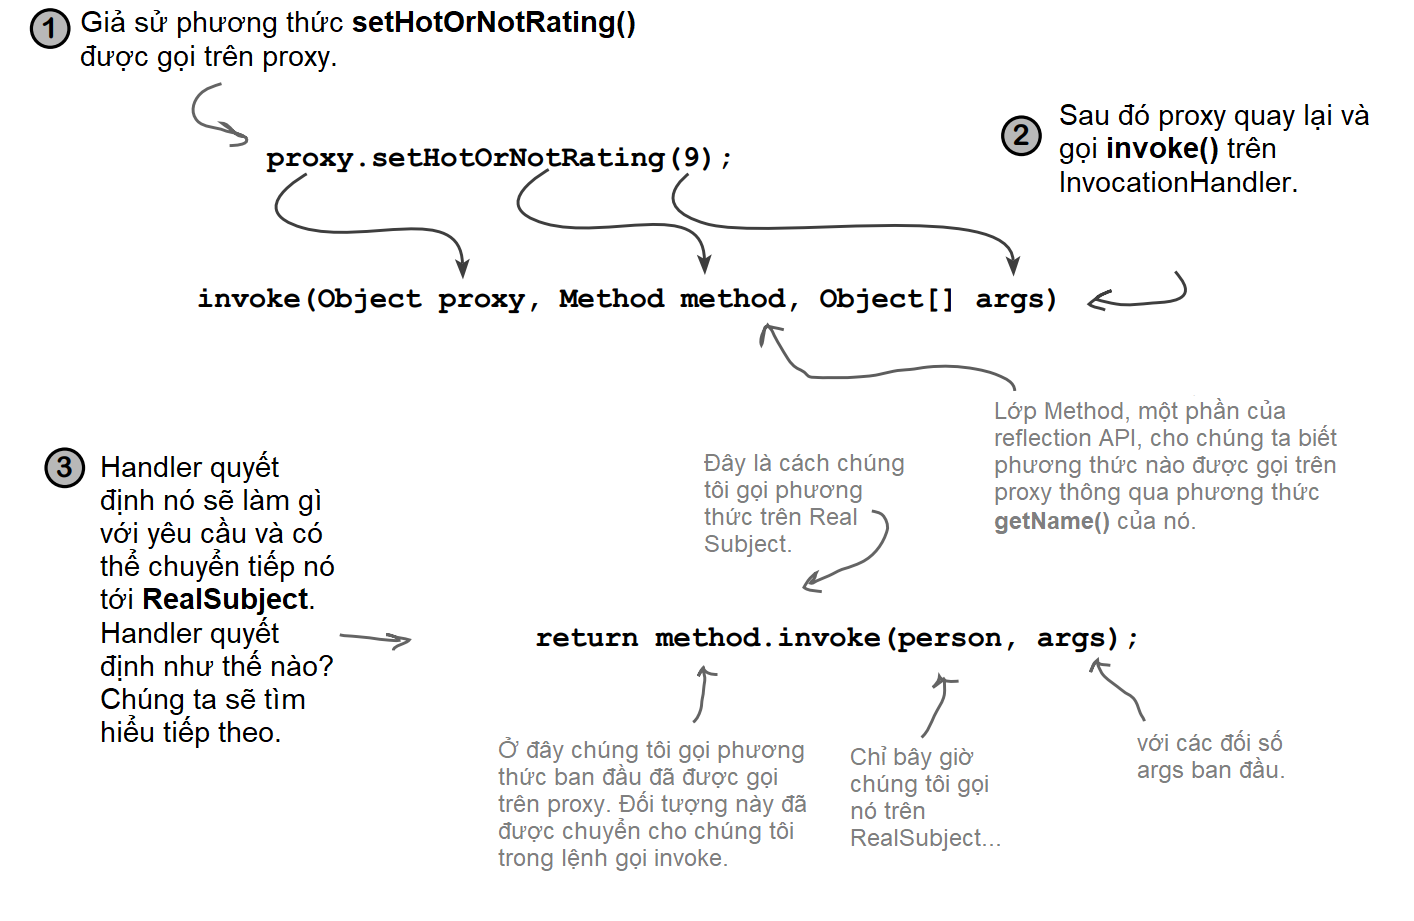 1
Giả sử phương thức setHotOrNotRating()
được gọi trên proxy.
proxy.setHotOrNotRating(9);
2
Sau đó proxy quay lại và
gọi invoke() trên
InvocationHandler.
invoke(Object proxy, Method method, Object[] args)
Lớp Method, một phần của
reflection API, cho chúng ta biết
phương thức nào được gọi trên
proxy thông qua phương thức
getName() của nó.
3
Handler quyết
định nó sẽ làm gì
với yêu cầu và có
thể chuyển tiếp nó
tới RealSubject.
Handler quyết
định như thế nào?
Chúng ta sẽ tìm
hiểu tiếp theo.
Đây là cách chúng
tôi gọi phương
thức trên Real
Subject.
return method.invoke(person, args);
Ở đây chúng tôi gọi phương
thức ban đầu đã được gọi
trên proxy. Đối tượng này đã
được chuyển cho chúng tôi
trong lệnh gọi invoke.
Chỉ bây giờ
chúng tôi gọi
nó trên
RealSubject...
với các đối số
args ban đầu.